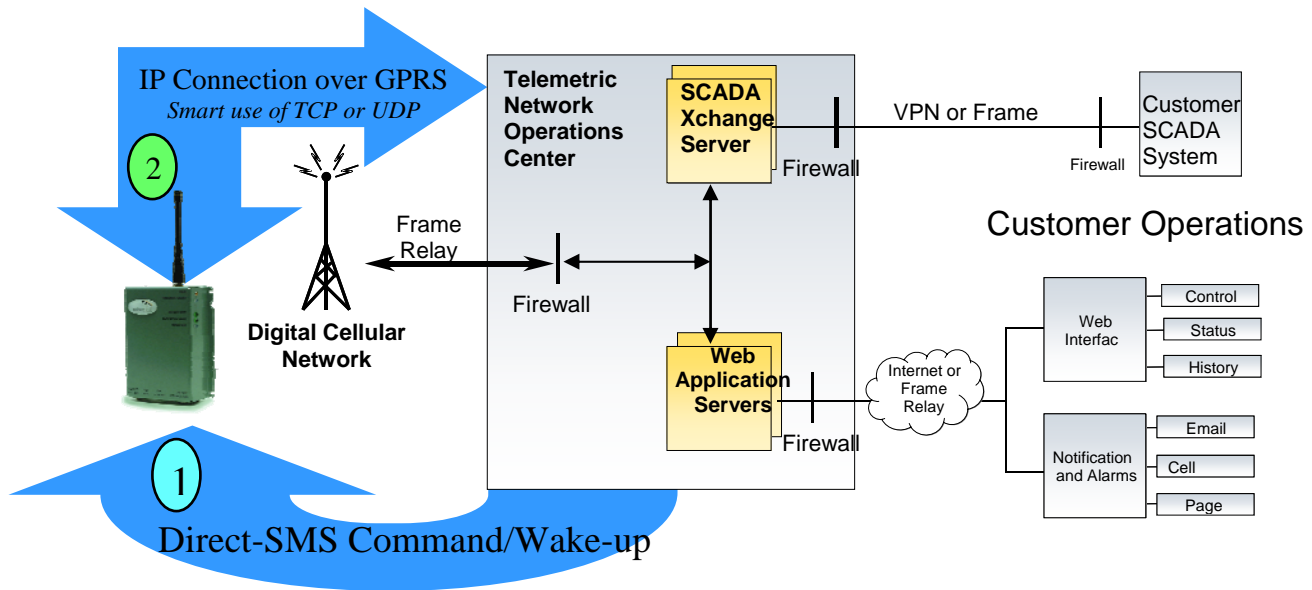 IP Connection over GPRS
Smart use of TCP or UDP
2
Telemetric
Network
Operations
Center
SCADA
Xchange
Server
Firewall
VPN or Frame
Firewall
Customer
SCADA
System
Customer Operations
Frame
Relay
Firewall
Digital Cellular
Network
Web
Application
Servers
Firewall
Internet or
Frame
Relay
Web
Interfac
Control
Status
History
Notification
and Alarms
Email
Cell
Page
1
Direct-SMS Command/Wake-up